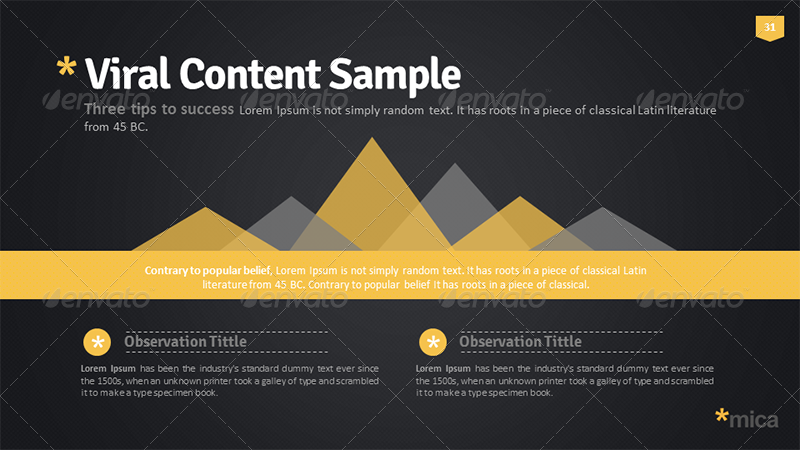 31
* Viral Content Sample
Three tips to success Lorem Ipsum is not simply random text. It has roots in a piece of classical Latin literature
from 45 BC.
envato envato envato envato
Contrary to popular belief, Lorem Ipsum is not simply random text. It has roots in a piece of classical Latin
literature from 45 BC. Contrary to popular belief It has roots in a piece of classical.
envato envato envato envato
* Observation Tittle
Lorem Ipsum has been the industry's standard dummy text ever since
the 1500s, when an unknown printer took a galley of type and scrambled
it to make a type specimen book.
* Observation Tittle
Lorem Ipsum has been the industry's standard dummy text ever since
the 1500s, when an unknown printer took a galley of type and scrambled
it to make a type specimen book.
*mica